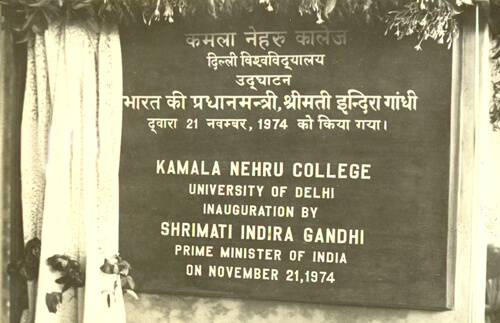 कमला नेहरू कालेज
दिल्ली विश्वविद्यालय
उद्घाटन
भारत की प्रधानमन्त्री, श्रीमती इन्दिरा गांधी
द्वारा 21 नवम्बर, 1974 को किया गया।
KAMALA NEHRU COLLEGE
UNIVERSITY OF DELHI
INAUGURATION BY
SHRIMATI INDIRA GANDHI
PRIME MINISTER OF INDIA
ON NOVEMBER 21,1974